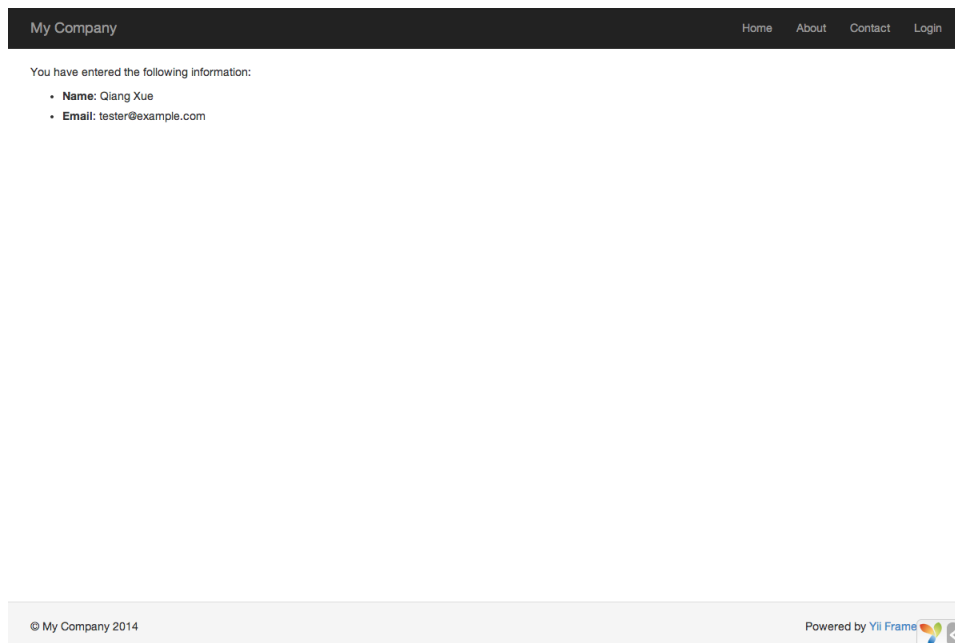 My Company Home About Contact Login
You have entered the following information:
• Name: Qiang Xue
• Email: tester@example.com
© My Company 2014 Powered by Yii Frame